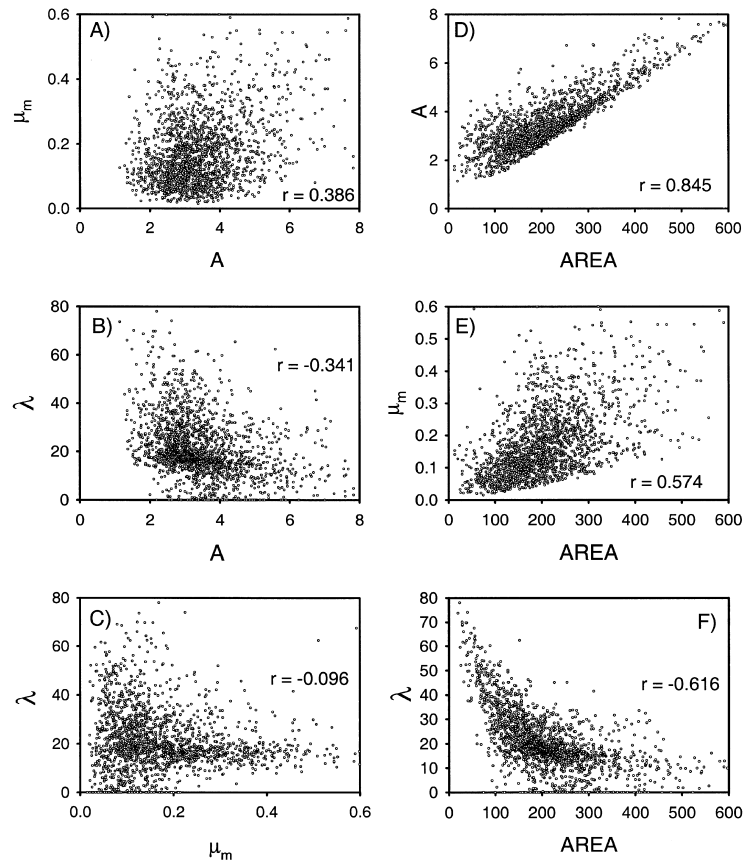 A)
0.6
0.4
0.2
0.0
μm
0 2 4 6 8
A
r = 0.386
D)
8
6
4
2
0
A
0 100 200 300 400 500 600
AREA
r = 0.845
B)
80
60
40
20
0
λ
0 2 4 6 8
A
r = -0.341
E)
0.6
0.5
0.4
0.3
0.2
0.1
0.0
μm
0 100 200 300 400 500 600
AREA
r = 0.574
C)
80
60
40
20
0
λ
0.0 0.2 0.4 0.6
μm
r = -0.096
F)
80
70
60
50
40
30
20
10
0
λ
0 100 200 300 400 500 600
AREA
r = -0.616